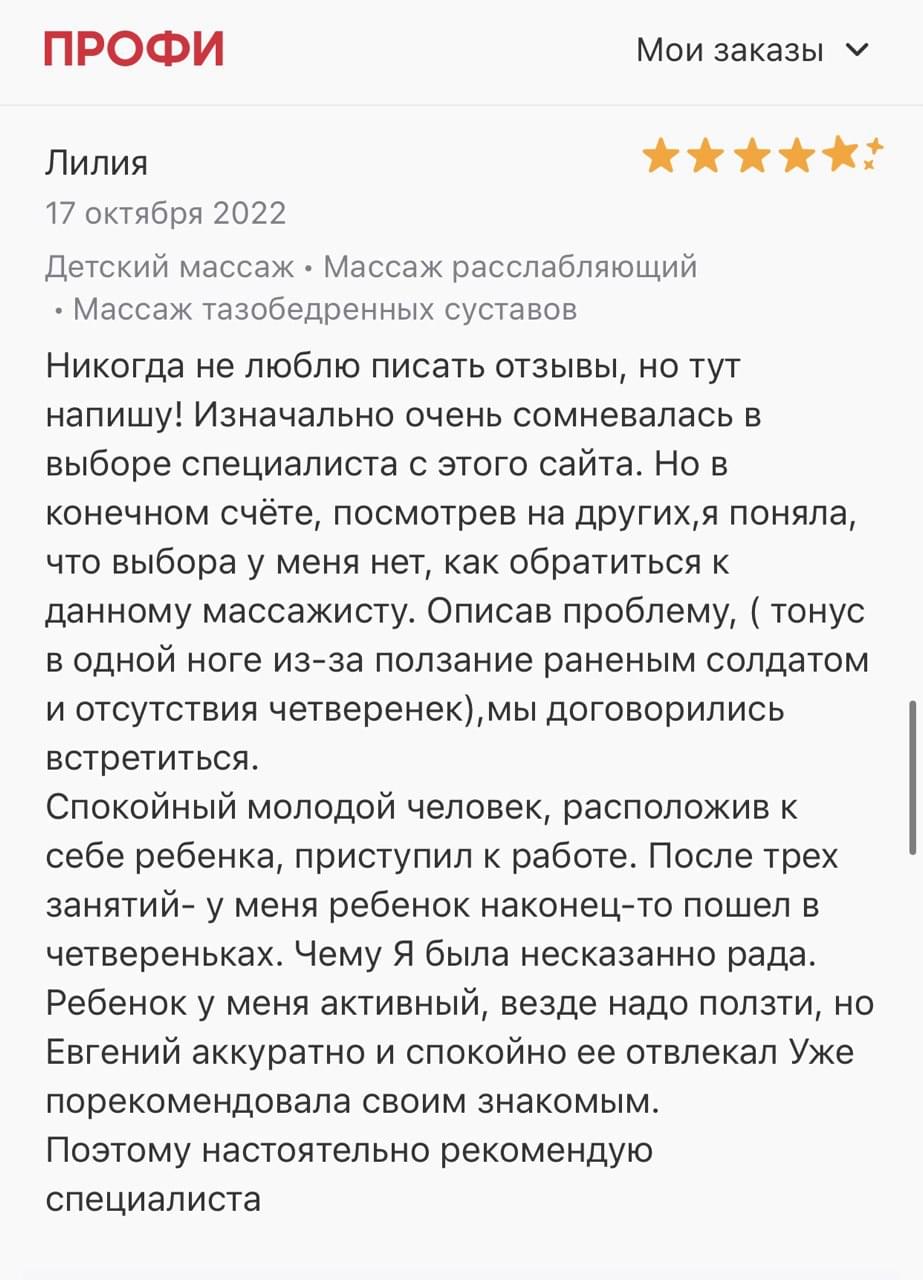 ПРОФИ
Мои заказы
Лилия
17 октября 2022
Детский массаж • Массаж расслабляющий
• Массаж тазобедренных суставов
Никогда не люблю писать отзывы, но тут
напишу! Изначально очень сомневалась в
выборе специалиста с этого сайта. Но в
конечном счёте, посмотрев на других,я поняла,
что выбора у меня нет, как обратиться к
данному массажисту. Описав проблему, ( тонус
в одной ноге из-за ползание раненым солдатом
и отсутствия четверенек),мы договорились
встретиться.
Спокойный молодой человек, расположив к
себе ребенка, приступил к работе. После трех
занятий- у меня ребенок наконец-то пошел в
четвереньках. Чему Я была несказанно рада.
Ребенок у меня активный, везде надо ползти, но
Евгений аккуратно и спокойно ее отвлекал Уже
порекомендовала своим знакомым.
Поэтому настоятельно рекомендую
специалиста